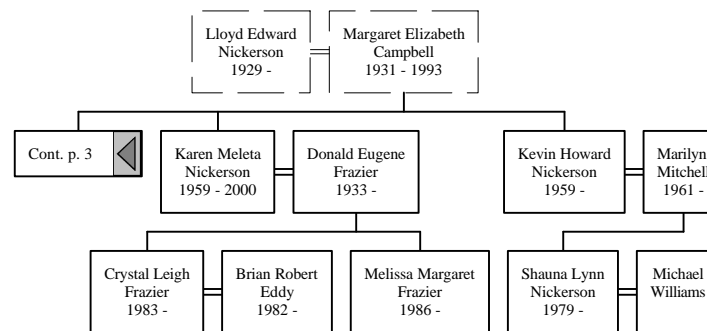 Lloyd Edward
Nickerson
1929 -
Margaret Elizabeth
Campbell
1931 - 1993
Cont. p. 3
Karen Meleta
Nickerson
1959 - 2000
Donald Eugene
Frazier
1933 -
Kevin Howard
Nickerson
1959 -
Marilyn
Mitchell
1961 -
Crystal Leigh
Frazier
1983 -
Brian Robert
Eddy
1982 -
Melissa Margaret
Frazier
1986 -
Shauna Lynn
Nickerson
1979 -
Michael
Williams